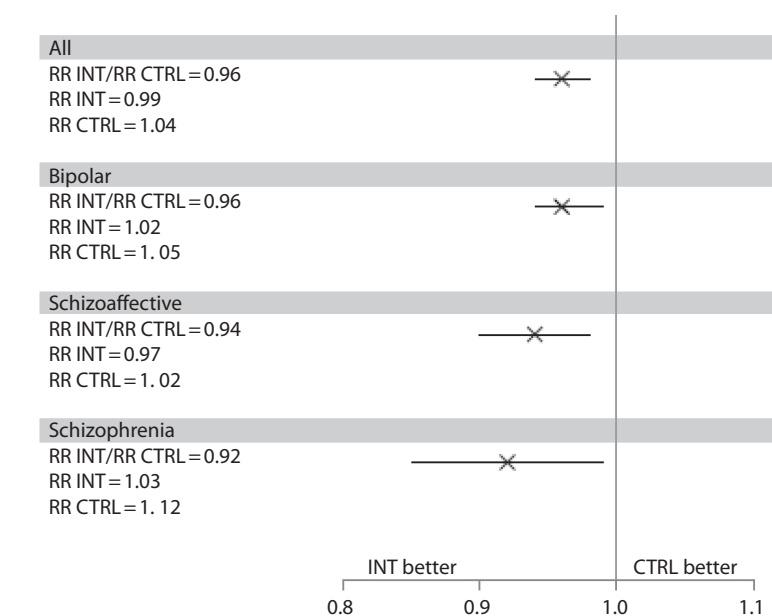 All
RR INT/RR CTRL = 0.96
RR INT = 0.99
RR CTRL = 1.04
Bipolar
RR INT/RR CTRL = 0.96
RR INT = 1.02
RR CTRL = 1. 05
Schizoaffective
RR INT/RR CTRL = 0.94
RR INT = 0.97
RR CTRL = 1. 02
Schizophrenia
RR INT/RR CTRL = 0.92
RR INT = 1.03
RR CTRL = 1. 12
INT better CTRL better
0.8 0.9 1.0 1.1